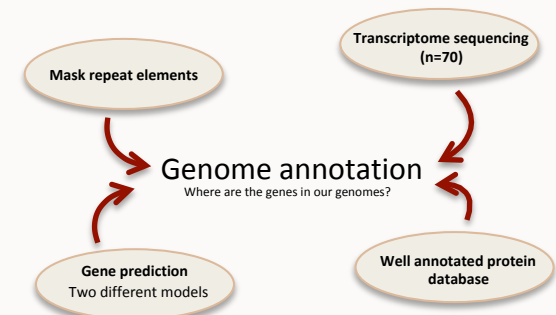 Transcriptome sequencing
(n=70)
Mask repeat elements
Genome annotation
Where are the genes in our genomes?
Gene prediction
Two different models
Well annotated protein
database